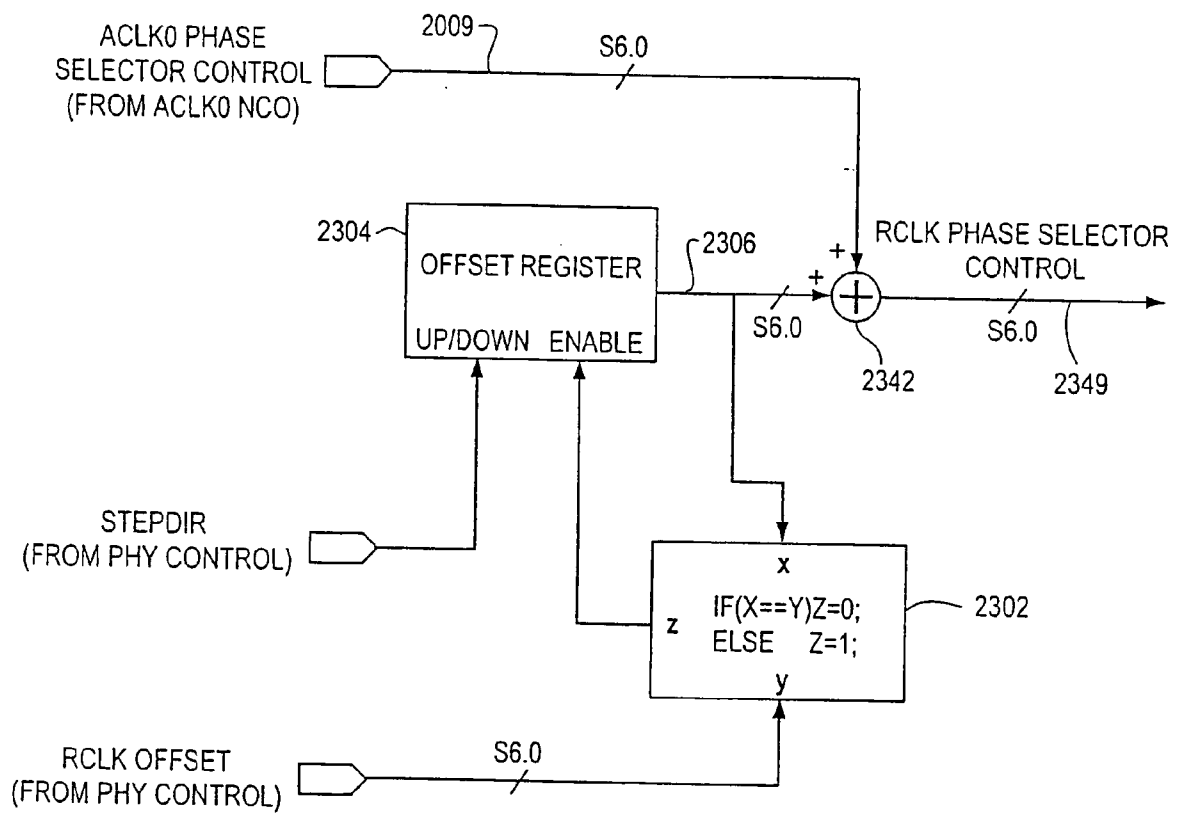 ACLK0 PHASE
SELECTOR CONTROL
(FROM ACLK0 NCO)
2009
S6.0
2304
OFFSET REGISTER
UP/DOWN ENABLE
2306
+
+
S6.0
+
2342
RCLK PHASE SELECTOR
CONTROL
S6.0
2349
STEPDIR
(FROM PHY CONTROL)
x
z
IF(X==Y)Z=0;
ELSE Z=1;
y
2302
RCLK OFFSET
(FROM PHY CONTROL)
S6.0